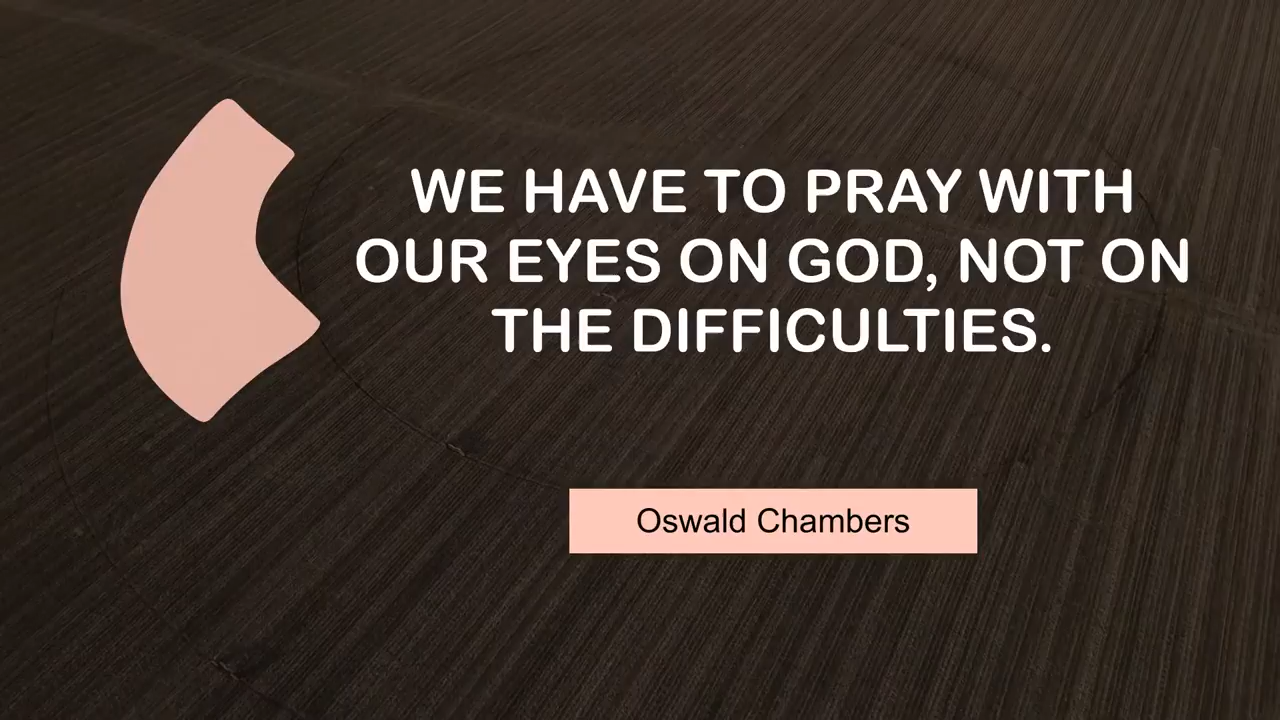 WE HAVE TO PRAY WITH
OUR EYES ON GOD, NOT ON
THE DIFFICULTIES.
Oswald Chambers